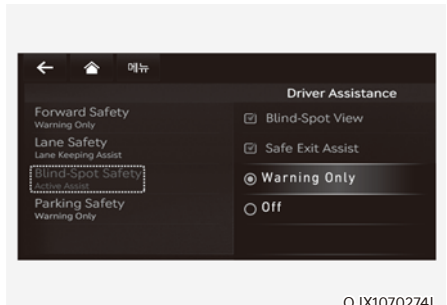 메뉴
Driver Assistance
Forward Safety
Warning Only
Lane Safety
Lane Keeping Assist
Blind-Spot Safety
Active Assist
Parking Safety
Warning Only
Blind-Spot View
Safe Exit Assist
Warning Only
Off
OJX1070274L